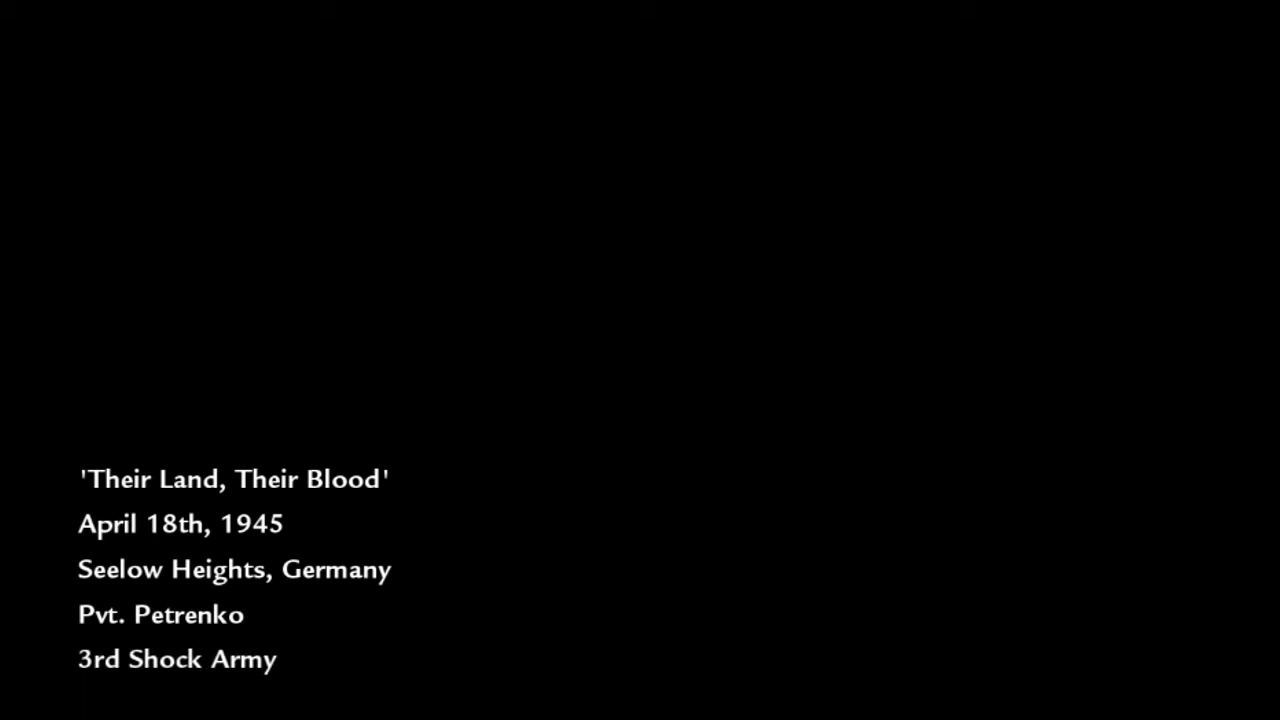 'Their Land, Their Blood'
April 18th, 1945
Seelow Heights, Germany
Pvt. Petrenko
3rd Shock Army